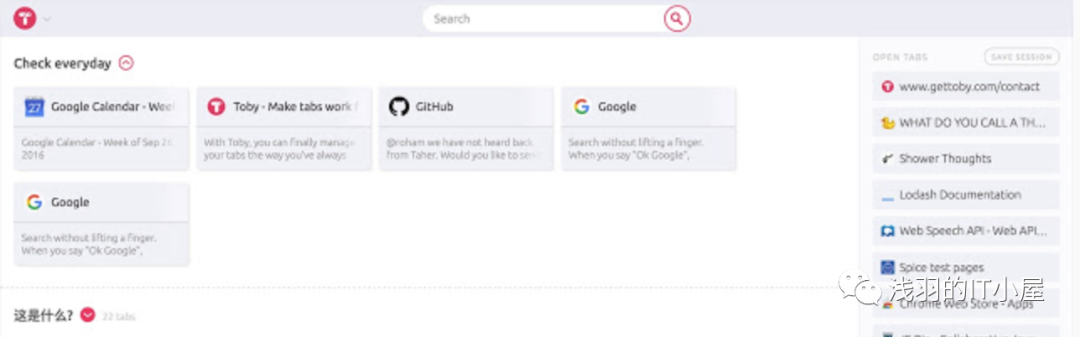 Search
Check everyday
Google Calendar - Wee
Google Calendar - Week of Sep 2
2016
Toby - Make tabs work f
With Toby, you can finally manage
your tabs the way you've always
GitHub
@roham we have not heard back
from Taher. Would you like to sen
Google
Search without lifting a finger.
When you say "Ok Google",
Google
Search without lifting a finger.
When you say "Ok Google",
这是什么? 22 tabs
OPEN TABS SAVE SESSION
www.gettoby.com/contact
WHAT DO YOU CALL A TH...
Shower Thoughts
Lodash Documentation
Web Speech API - Web API...
Spice test pages
Chrome Web Store - Apps
浅羽的IT小屋